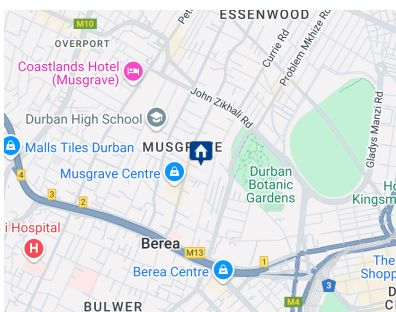 ESSENWOOD
M10
OVERPORT
Currie Rd
Problem Mkhize Rd
Coastlands Hotel
(Musgrave)
John Zikhali Rd
Gladys Manzi Rd
Durban High School
Malls Tiles Durban
MUSGRAVE
Musgrave Centre
Durban
Botanic
Gardens
4
3
2
Ho
Kingsm
i Hospital
H
Berea
M13
1
Berea Centre
The
Shopp
3
M4
D
C
BULWER